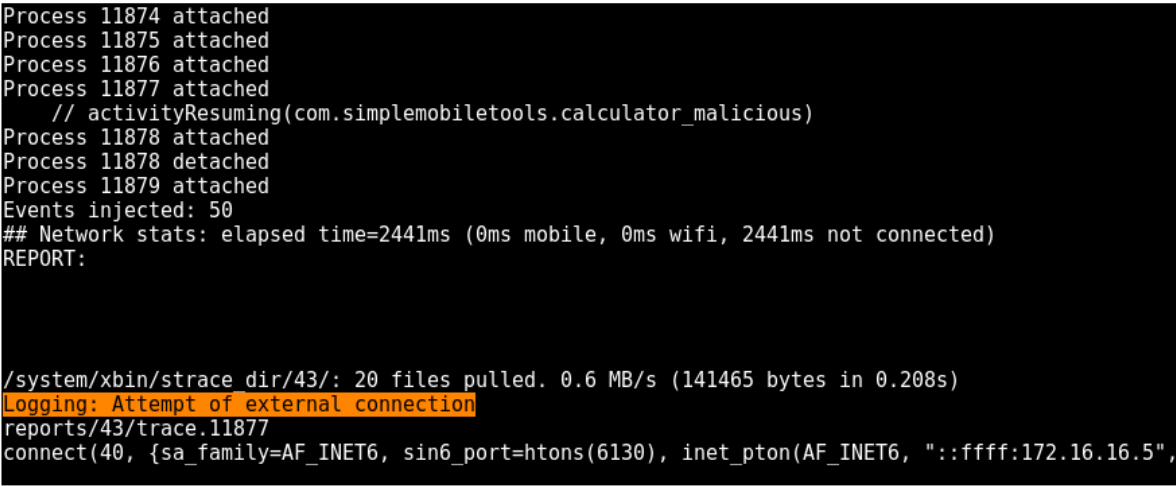 Process 11874 attached
Process 11875 attached
Process 11876 attached
Process 11877 attached
    // activityResuming(com.simplemobiletools.calculator_malicious)
Process 11878 attached
Process 11878 detached
Process 11879 attached
Events injected: 50
## Network stats: elapsed time=2441ms (0ms mobile, 0ms wifi, 2441ms not connected)
REPORT:
/system/xbin/strace_dir/43/: 20 files pulled. 0.6 MB/s (141465 bytes in 0.208s)
Logging: Attempt of external connection
reports/43/trace.11877
connect(40, {sa_family=AF_INET6, sin6_port=htons(6130), inet_pton(AF_INET6, "::ffff:172.16.16.5",